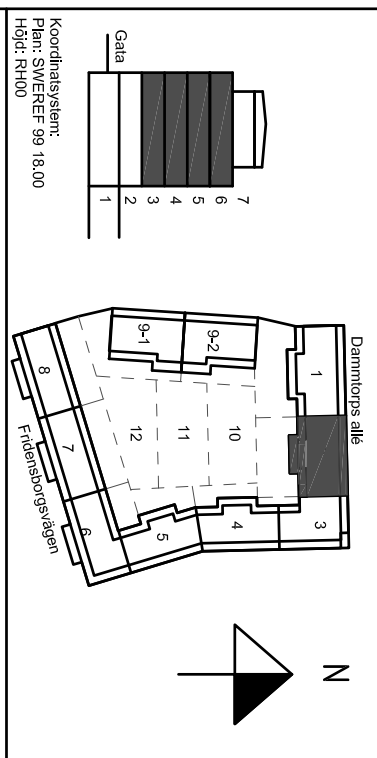 Koordinatsystem:
Plan: SWEREF 99 18.00
Höjd: RH00
Gata
1
2
3
4
5
6
7
Dammtorps allé
1
3
9-1
9-2
10
11
12
4
5
6
7
8
Fridensborgsvägen
N